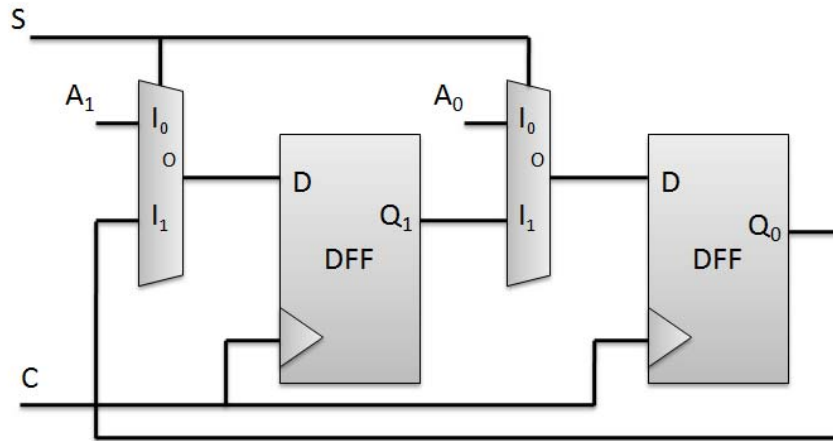 S
A₁
I₀
O
I₁
D
Q₁
DFF
A₀
I₀
O
I₁
D
Q₀
DFF
C